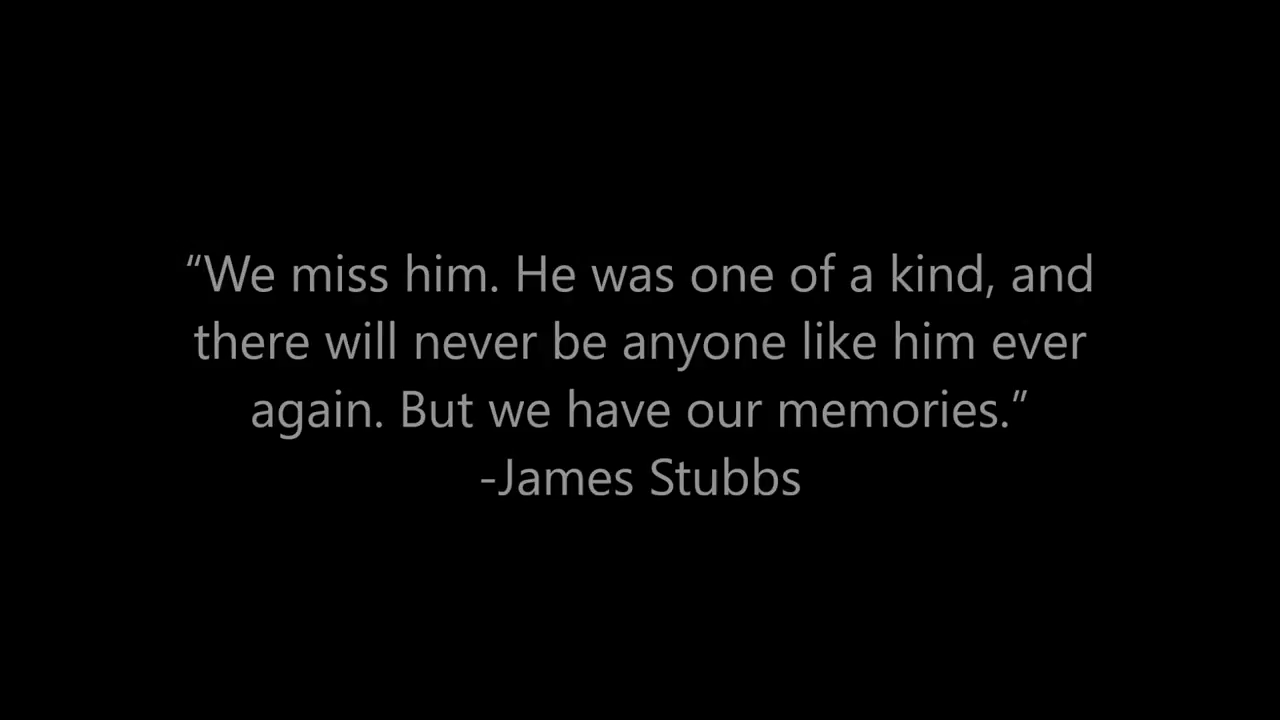 “We miss him. He was one of a kind, and
there will never be anyone like him ever
again. But we have our memories.”
-James Stubbs